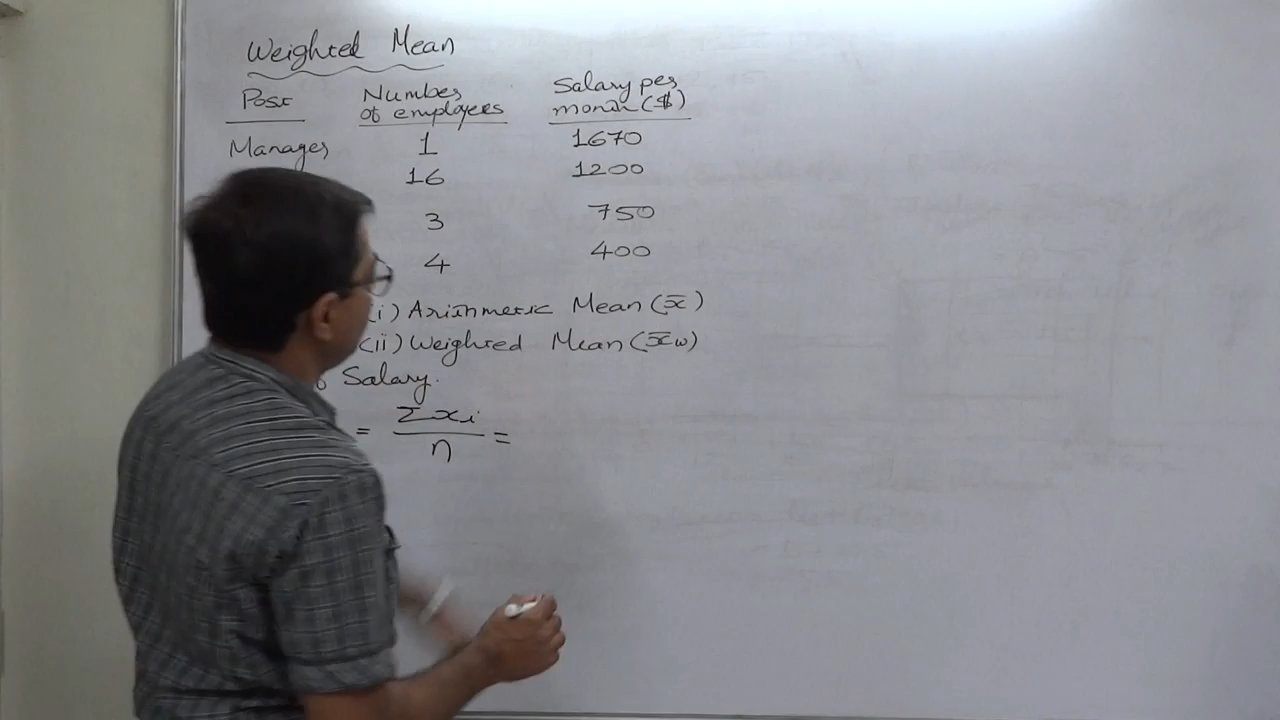 Weighted Mean
Post Number of employees Salary per month ($)
Manager 1 1670
16 1200
3 750
4 400
(i) Arithmetic Mean (x̄)
(ii) Weighted Mean (x̄w)
Salary.
= Σxi / n =